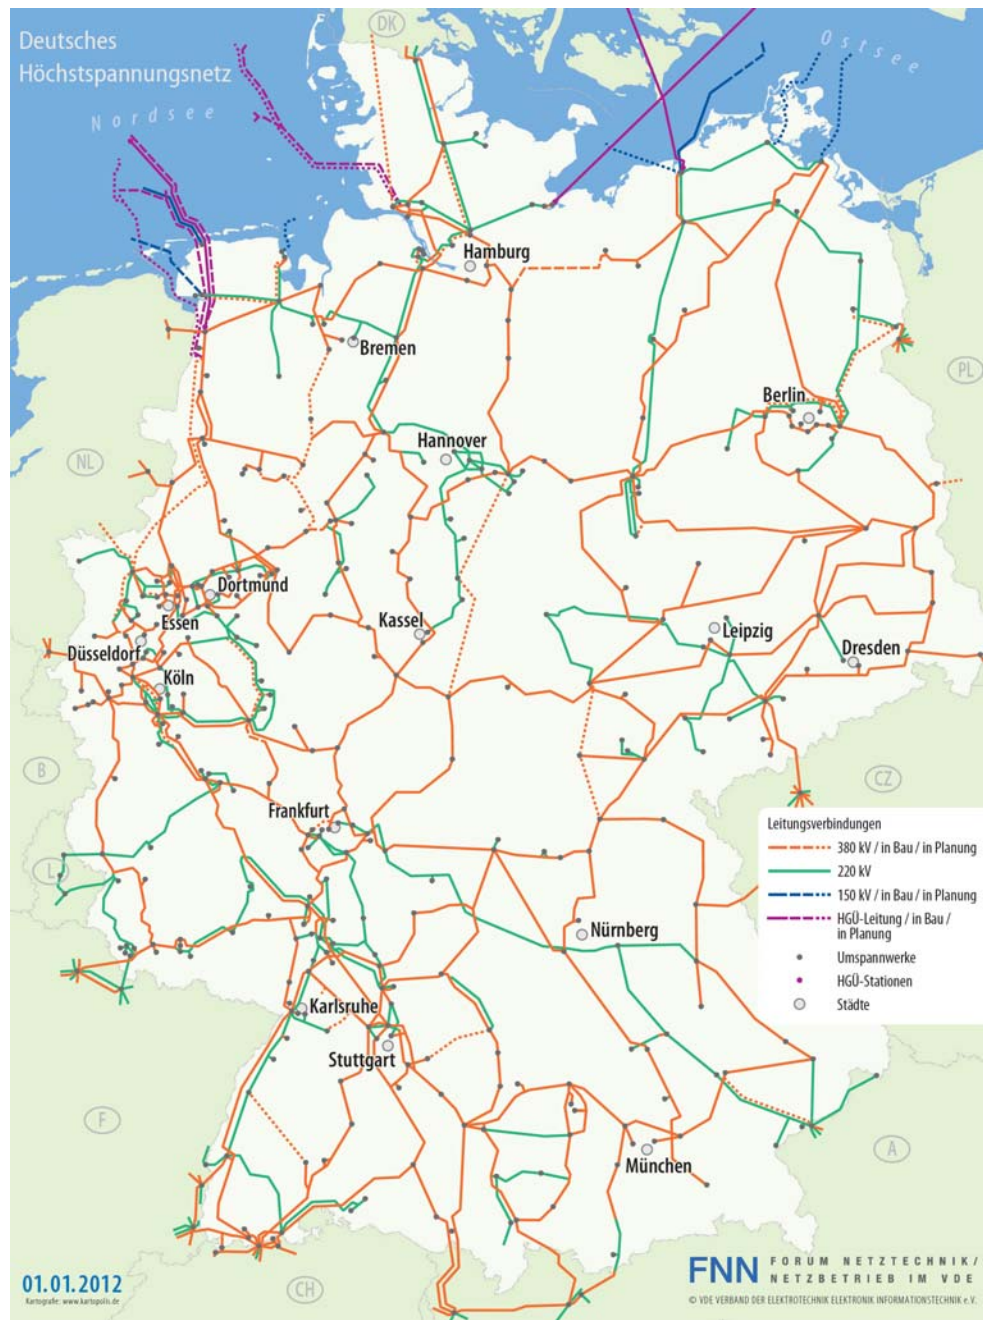 Deutsches
Höchstspannungsnetz
DK
Ostsee
Nordsee
Hamburg
Bremen
PL
Berlin
Hannover
NL
Dortmund
Essen
Kassel
Leipzig
Düsseldorf
Dresden
Köln
B
CZ
Frankfurt
L
Leitungsverbindungen
380 kV / in Bau / in Planung
220 kV
150 kV / in Bau / in Planung
HGÜ-Leitung / in Bau /
in Planung
Umspannwerke
HGÜ-Stationen
Städte
Nürnberg
Karlsruhe
Stuttgart
F
A
München
CH
01.01.2012
Kartografie: www.kartopolis.de
FNN FORUM NETZTECHNIK/
NETZBETRIEB IM VDE
© VDE VERBAND DER ELEKTROTECHNIK ELEKTRONIK INFORMATIONSTECHNIK e.V.